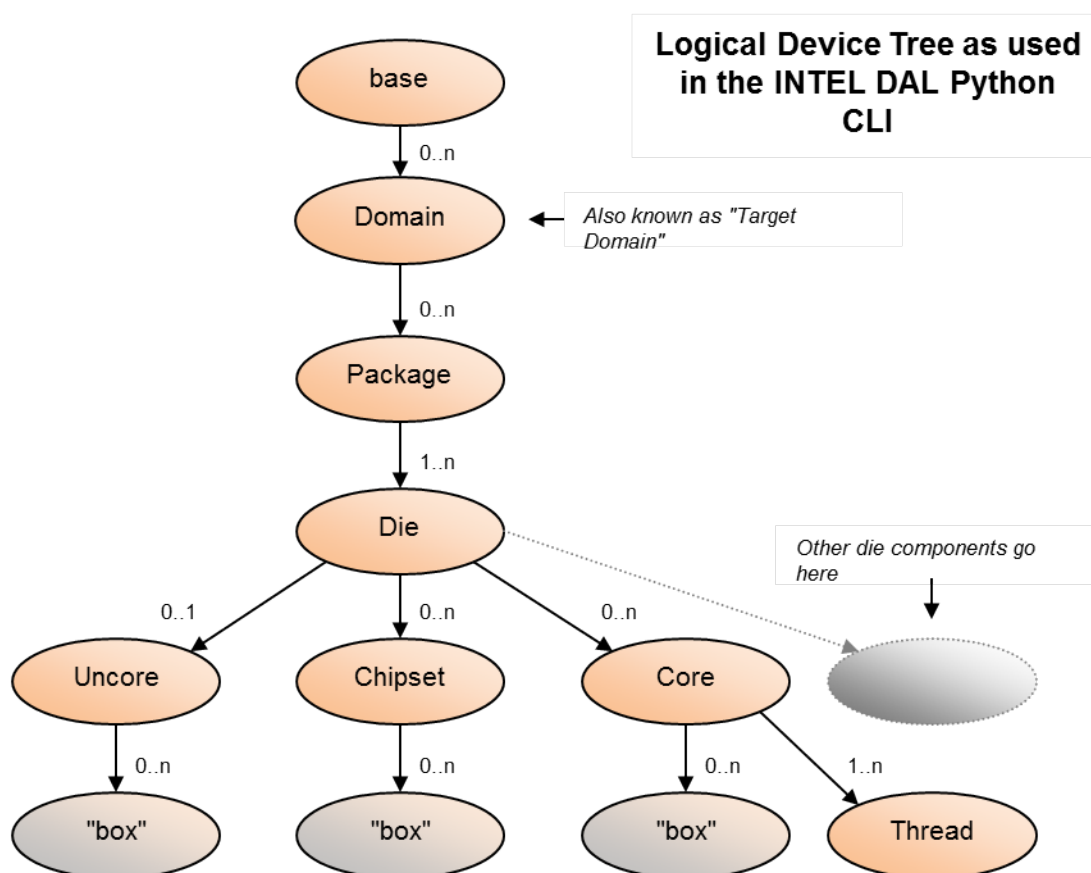 Logical Device Tree as used
in the INTEL DAL Python
CLI
base
0..n
Domain
Also known as "Target
Domain"
0..n
Package
1..n
Die
Other die components go
here
0..1
0..n
0..n
Uncore
Chipset
Core
0..n
0..n
0..n
1..n
"box"
"box"
"box"
Thread